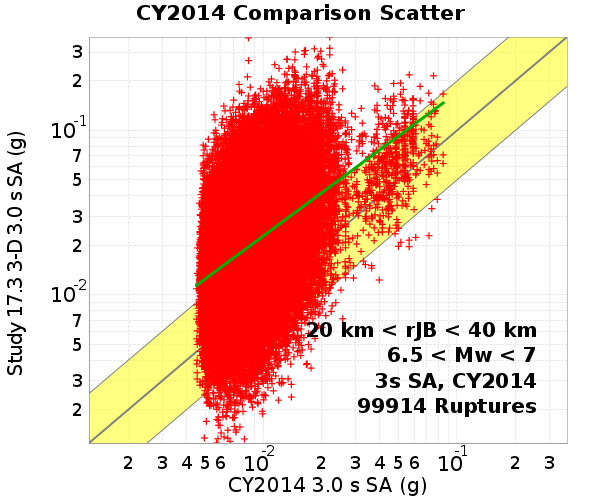 CY2014 Comparison Scatter
3
2
10-1
7
5
3
2
10-2
7
5
3
2
Study 17.3 3-D 3.0 s SA (g)
20 km < rJB < 40 km
6.5 < Mw < 7
3s SA, CY2014
99914 Ruptures
2 3 4 5 6 10-2 2 3 4 5 6 10-1 2 3
CY2014 3.0 s SA (g)